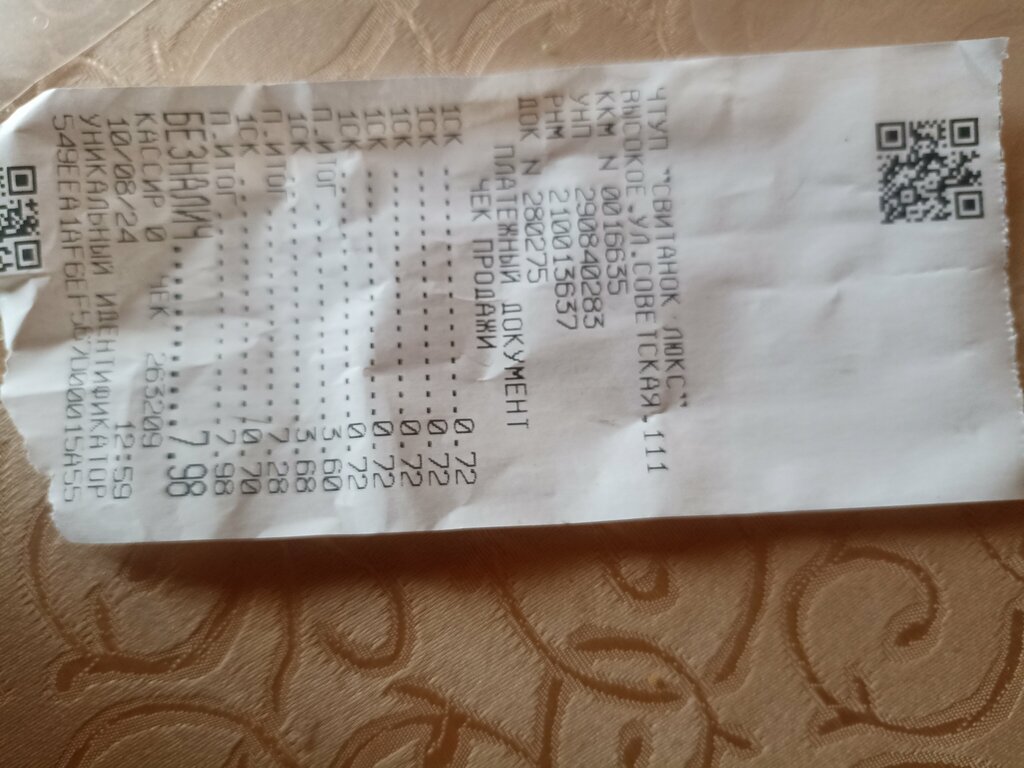 ЧТУП "СВИТАНОК ЛЮКС"
ВЫСОКОЕ.УЛ.СОВЕТСКАЯ,111
ККМ N 0016635
УНП 290840283
РНМ 210013637
ДОК N 280275
ПЛАТЕЖНЫЙ ДОКУМЕНТ
ЧЕК ПРОДАЖИ
1СК ..................0.72
1СК ..................0.72
1СК ..................0.72
1СК ..................0.72
1СК ..................0.72
П.ИТОГ ...............3.60
1СК ..................3.68
П.ИТОГ ...............7.28
1СК ..................0.70
П.ИТОГ ...............7.98
БЕЗНАЛИЧ ........7.98
КАССИР 0 ЧЕК 263209
10/08/24 12:59
УНИКАЛЬНЫЙ ИДЕНТИФИКАТОР